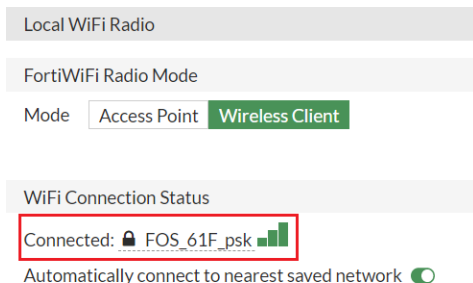 Local WiFi Radio
FortiWiFi Radio Mode
Mode Access Point Wireless Client
WiFi Connection Status
Connected: FOS_61F_psk
Automatically connect to nearest saved network